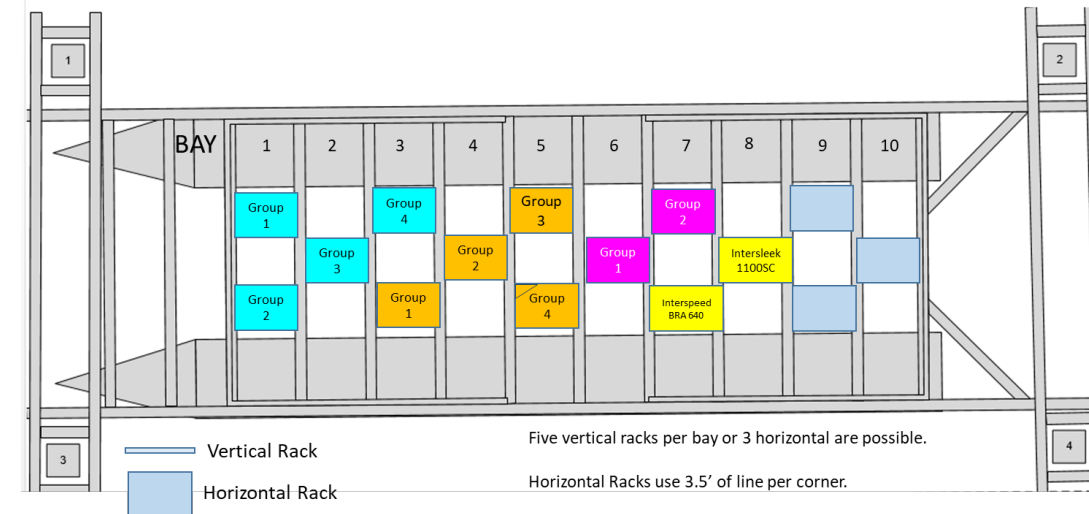 1
2
BAY
1 2 3 4 5 6 7 8 9 10
Group
1
Group
4
Group
3
Group
2
Group
3
Group
2
Group
1
Intersleek
1100SC
Group
2
Group
1
Group
4
Interspeed
BRA 640
3
4
Vertical Rack
Horizontal Rack
Five vertical racks per bay or 3 horizontal are possible.
Horizontal Racks use 3.5’ of line per corner.